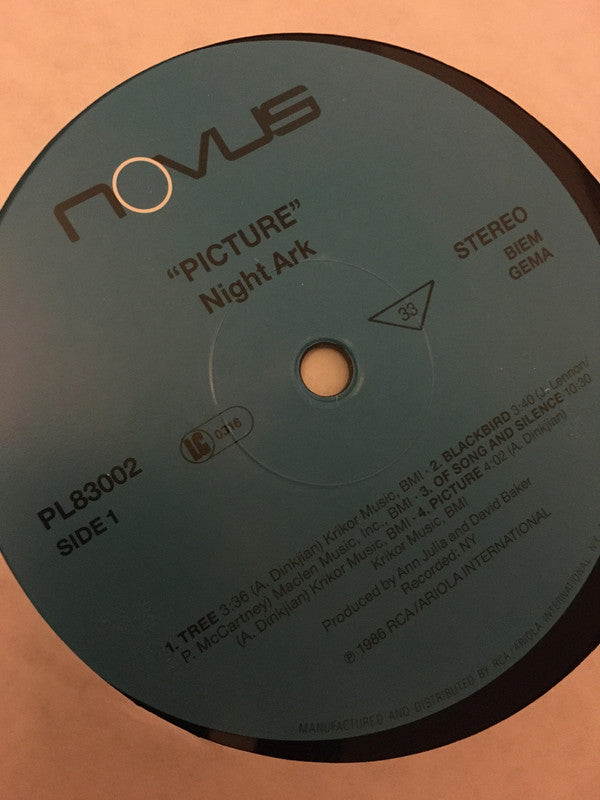 NOVUS
"PICTURE"
Night Ark
STEREO
BIEM
GEMA
33
LC 0316
PL83002
SIDE 1
1. TREE 3:36 (A. Dinkjian) Krikor Music, BMI · 2. BLACKBIRD 3:40 (J. Lennon/
P. McCartney) Maclen Music, Inc., BMI · 3. OF SONG AND SILENCE 10:30
(A. Dinkjian) Krikor Music, BMI · 4. PICTURE 4:02 (A. Dinkjian)
Krikor Music, BMI
Produced by Ann Julia and David Baker
Recorded: NY
℗ 1986 RCA/ARIOLA INTERNATIONAL
MANUFACTURED AND DISTRIBUTED BY RCA/ARIOLA INTERNATIONAL, N.Y.